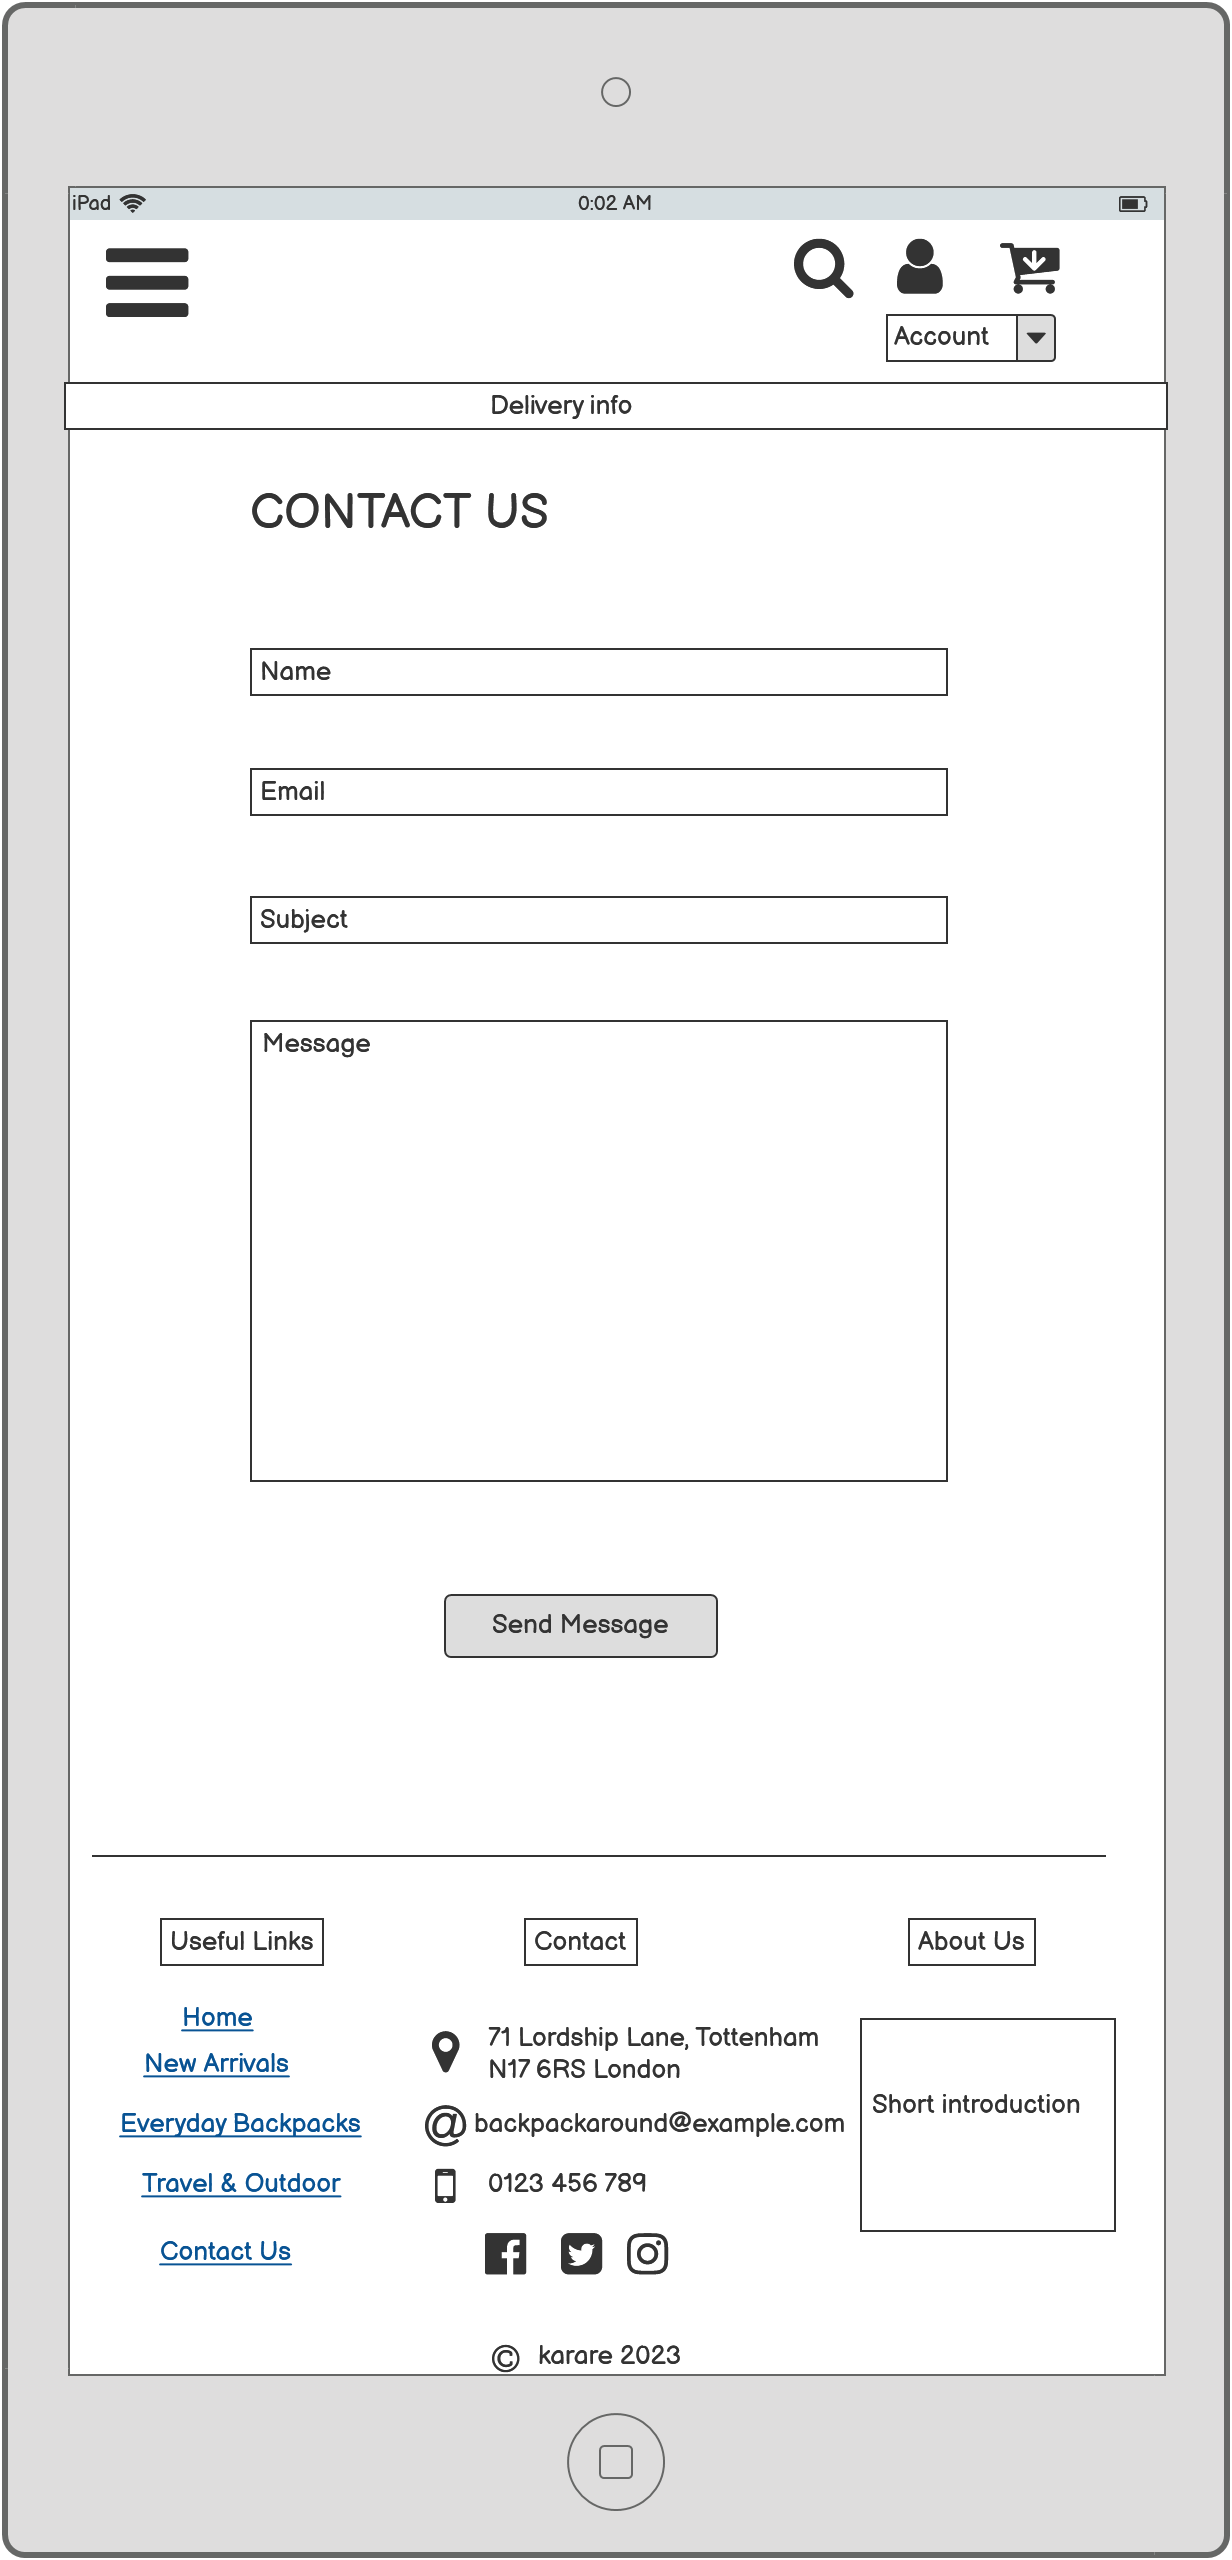 iPad 0:02 AM
Account
Delivery info
CONTACT US
Name
Email
Subject
Message
Send Message
Useful Links
Home
New Arrivals
Everyday Backpacks
Travel & Outdoor
Contact Us
Contact
71 Lordship Lane, Tottenham
N17 6RS London
@ backpackaround@example.com
0123 456 789
About Us
Short introduction
© karare 2023